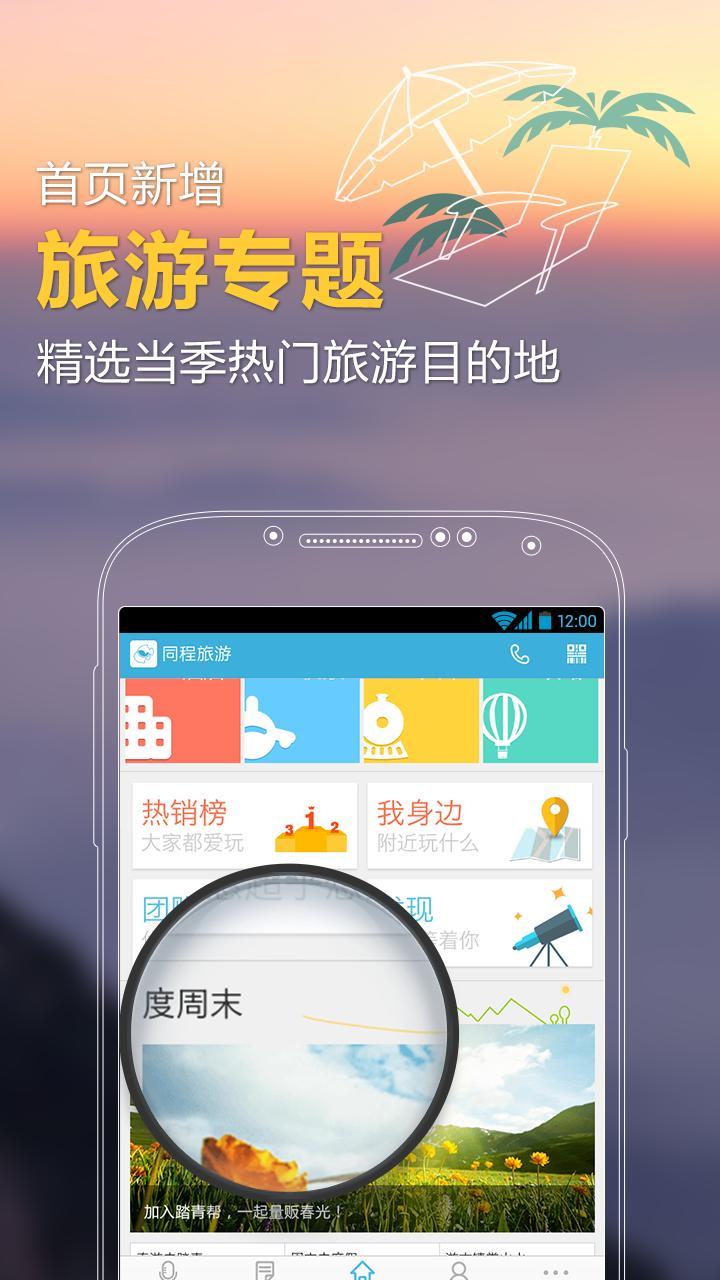 首页新增
旅游专题
精选当季热门旅游目的地
12:00
同程旅游
热销榜
大家都爱玩
3 1 2
我身边
附近玩什么
团
现
着你
度周末
加入踏青帮，一起量贩春光！